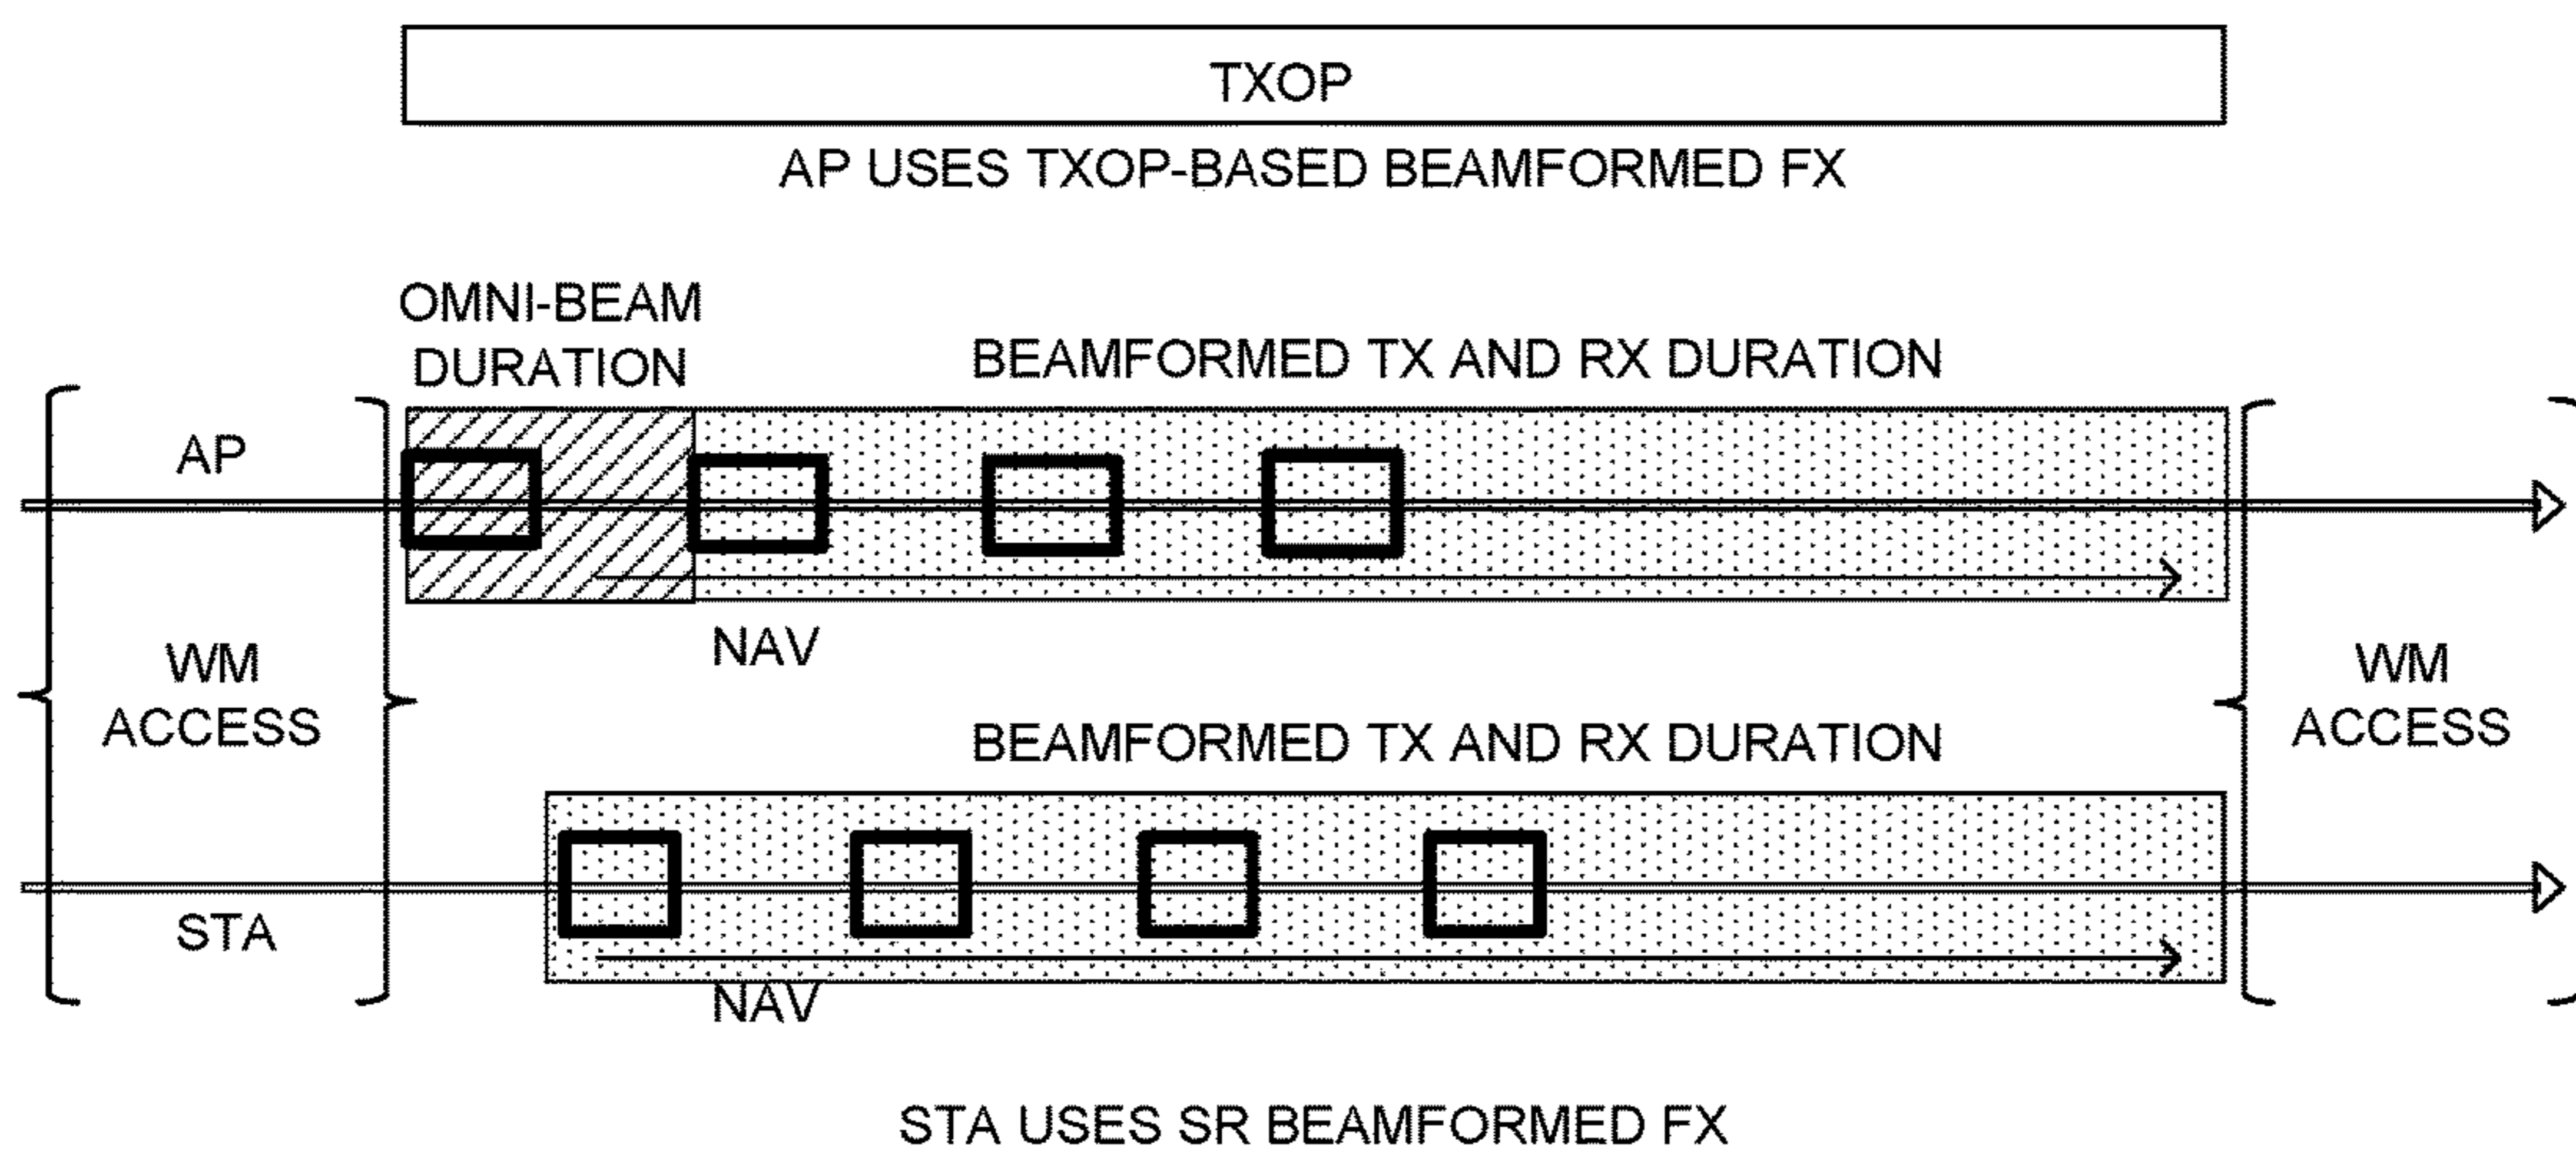 TXOP
AP USES TXOP-BASED BEAMFORMED FX
OMNI-BEAM
DURATION
BEAMFORMED TX AND RX DURATION
AP
NAV
WM
ACCESS
WM
ACCESS
BEAMFORMED TX AND RX DURATION
STA
NAV
STA USES SR BEAMFORMED FX